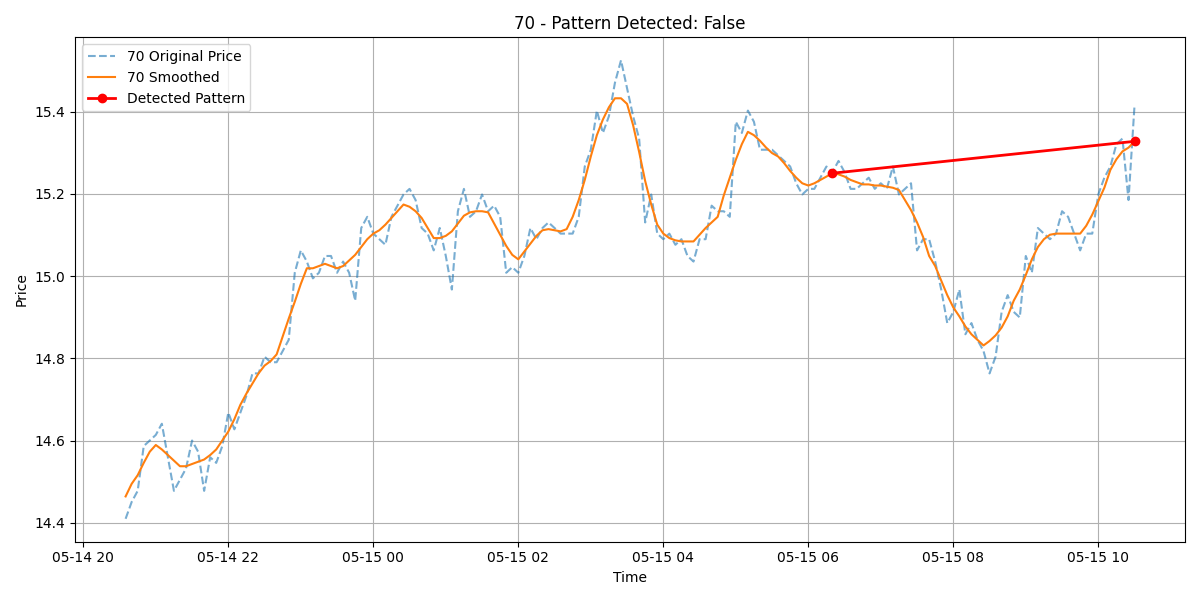 70 - Pattern Detected: False
70 Original Price
70 Smoothed
Detected Pattern
Price
15.4
15.2
15.0
14.8
14.6
14.4
05-14 20
05-14 22
05-15 00
05-15 02
05-15 04
05-15 06
05-15 08
05-15 10
Time